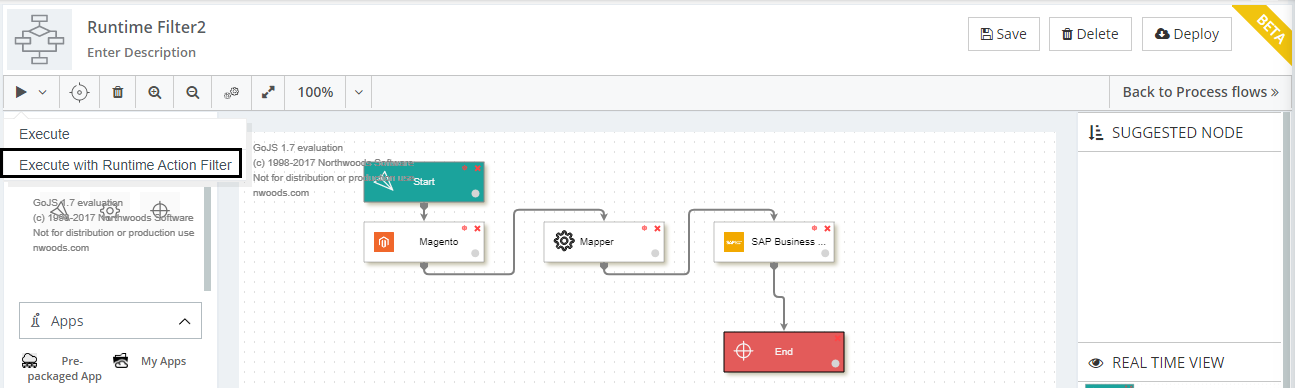 Runtime Filter2
Enter Description
Save
Delete
Deploy
BETA
100%
Back to Process flows »
Execute
Execute with Runtime Action Filter
GoJS 1.7 evaluation
(c) 1998-2017 Northwoods Software
Not for distribution or production use
nwoods.com
Apps
Pre-packaged App
My Apps
GoJS 1.7 evaluation
(c) 1998-2017 Northwoods Software
Not for distribution or production use
nwoods.com
Start
Magento
Mapper
SAP Business ...
End
SUGGESTED NODE
REAL TIME VIEW